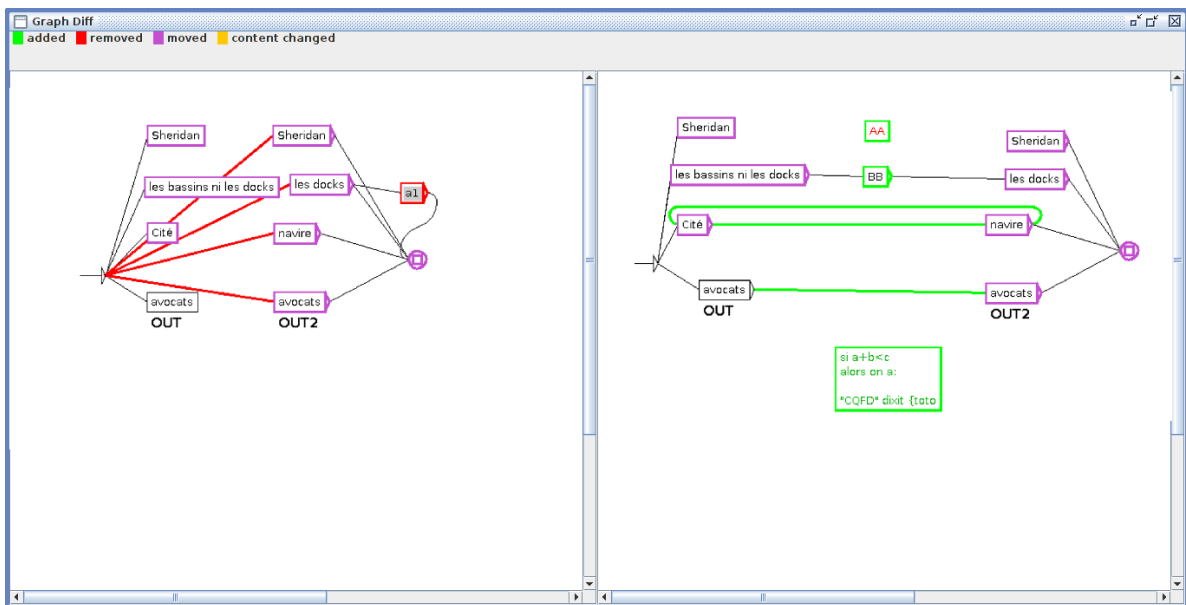 Graph Diff
added removed moved content changed
Sheridan
Sheridan
les bassins ni les docks
les docks
a1
Cité
navire
avocats
avocats
OUT
OUT2
Sheridan
AA
Sheridan
les bassins ni les docks
BB
les docks
Cité
navire
avocats
avocats
OUT
OUT2
si a+b<c
alors on a:
"CQFD" dixit {toto